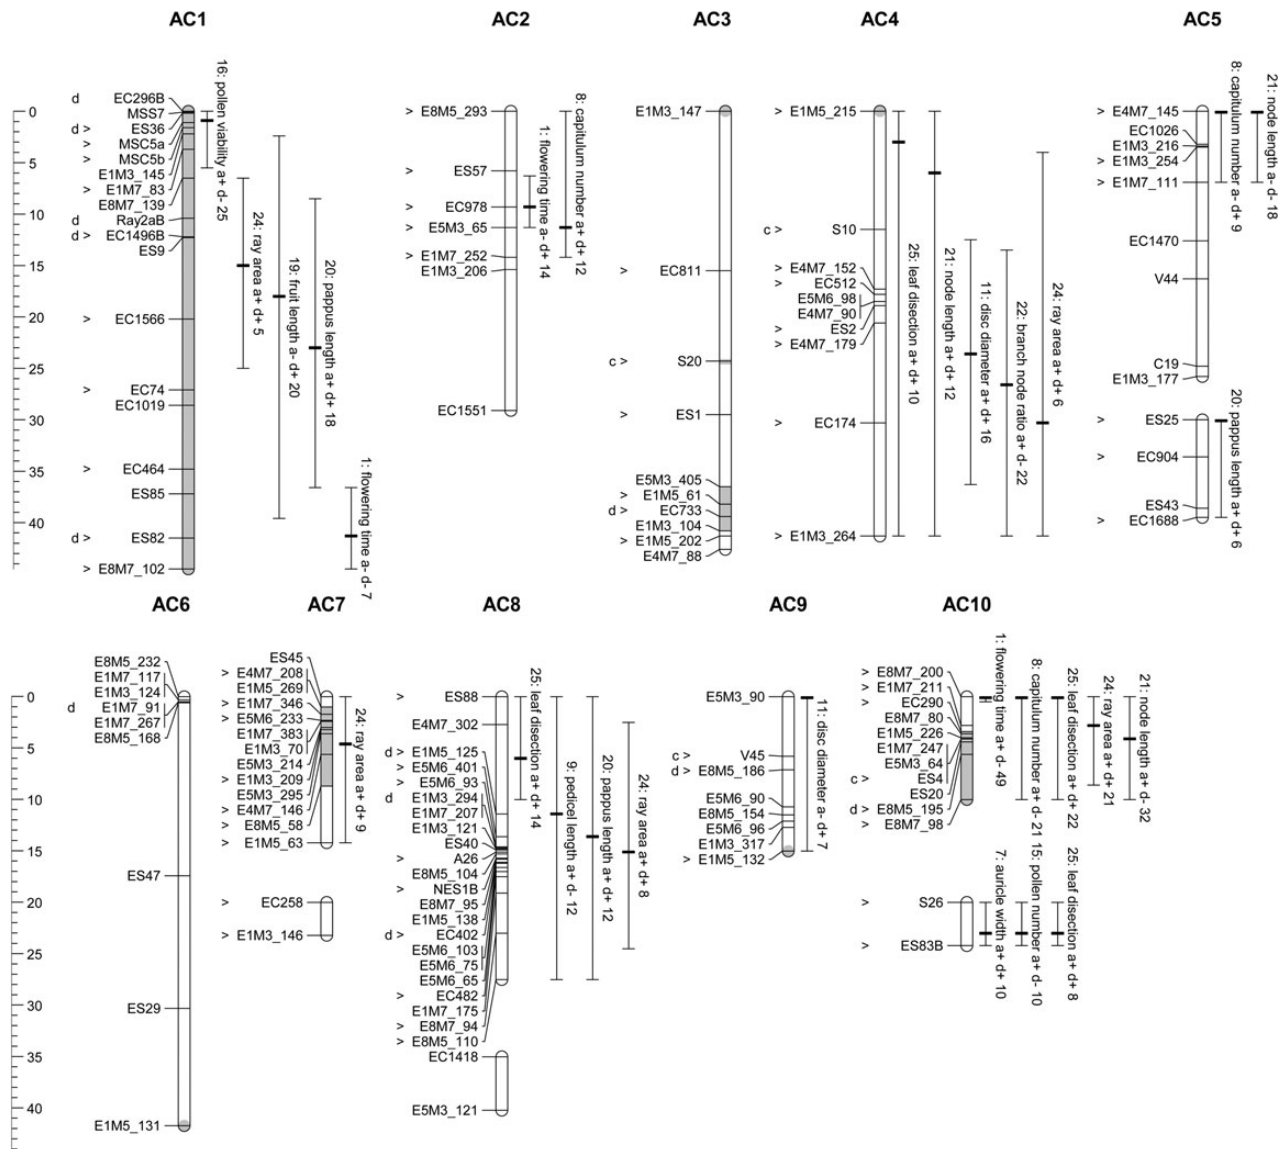 AC1
AC2
AC3
AC4
AC5
0
5
10
15
20
25
30
35
40
d EC296B
MSS7
d > ES36
> MSC5a
> MSC5b
E1M3_145
> E1M7_83
E8M7_139
d Ray2aB
d > EC1496B
ES9
> EC1566
> EC74
EC1019
> EC464
ES85
d > ES82
> E8M7_102
16: pollen viability a+ d- 25
24: ray area a+ d+ 5
19: fruit length a- d+ 20
20: pappus length a+ d+ 18
1: flowering time a- d- 7
> E8M5_293
> ES57
> EC978
> E5M3_65
> E1M7_252
E1M3_206
EC1551
1: flowering time a- d+ 14
8: capitulum number a+ d+ 12
E1M3_147
> EC811
c > S20
> ES1
E5M3_405
> E1M5_61
d > EC733
E1M3_104
> E1M5_202
E4M7_88
> E1M5_215
c > S10
> E4M7_152
> EC512
E5M6_98
E4M7_90
> ES2
> E4M7_179
> EC174
> E1M3_264
25: leaf disection a+ d+ 10
21: node length a+ d+ 12
11: disc diameter a+ d+ 16
22: branch node ratio a+ d- 22
24: ray area a+ d+ 6
> E4M7_145
EC1026
> E1M3_216
> E1M3_254
> E1M7_111
EC1470
V44
C19
E1M3_177
8: capitulum number a- d+ 9
21: node length a- d- 18
> ES25
> EC904
ES43
> EC1688
20: pappus length a+ d+ 6
AC6
AC7
AC8
AC9
AC10
0
5
10
15
20
25
30
35
40
E8M5_232
E1M7_117
E1M3_124
d E1M7_91
E1M7_267
E8M5_168
ES47
ES29
E1M5_131
ES45
> E4M7_208
E1M5_269
> E1M7_346
> E5M6_233
E1M7_383
E1M3_70
E5M3_214
> E1M3_209
E5M3_295
> E4M7_146
> E8M5_58
> E1M5_63
> EC258
> E1M3_146
24: ray area a+ d+ 9
> ES88
E4M7_302
d > E1M5_125
> E5M6_401
> E5M6_93
d E1M3_294
E1M7_207
E1M3_121
ES40
> A26
E8M5_104
> NES1B
E8M7_95
E1M5_138
d > EC402
E5M6_103
E5M6_75
E5M6_65
> EC482
E1M7_175
> E8M7_94
> E8M5_110
EC1418
E5M3_121
25: leaf disection a+ d+ 14
9: pedicel length a+ d- 12
20: pappus length a+ d+ 12
24: ray area a+ d+ 8
E5M3_90
c > V45
d > E8M5_186
E5M6_90
E8M5_154
E5M6_96
E1M3_317
> E1M5_132
11: disc diameter a- d+ 7
> E8M7_200
> E1M7_211
> EC290
E8M7_80
E1M5_226
E1M7_247
E5M3_64
c > ES4
ES20
d > E8M5_195
> E8M7_98
1: flowering time a+ d- 49
8: capitulum number a+ d- 21
25: leaf disection a+ d+ 22
24: ray area a+ d+ 21
21: node length a+ d- 32
> S26
> ES83B
7: auricle width a+ d+ 10
15: pollen number a+ d- 10
25: leaf disection a+ d+ 8